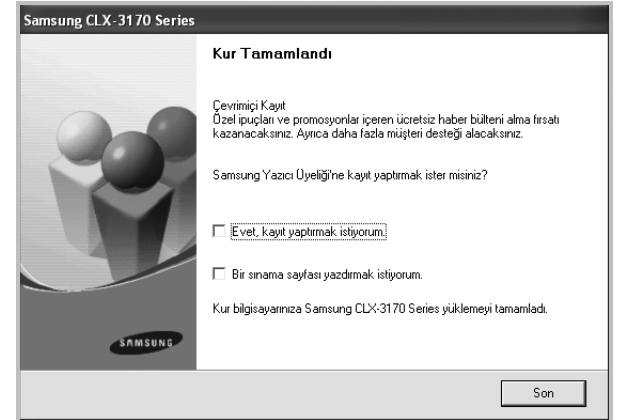 Samsung CLX-3170 Series
Kur Tamamlandı
Çevrimiçi Kayıt
Özel ipuçları ve promosyonlar içeren ücretsiz haber bülteni alma fırsatı
kazanacaksınız. Ayrıca daha fazla müşteri desteği alacaksınız.
Samsung Yazıcı Üyeliği'ne kayıt yaptırmak ister misiniz?
Evet, kayıt yaptırmak istiyorum.
Bir sınama sayfası yazdırmak istiyorum.
Kur bilgisayarınıza Samsung CLX-3170 Series yüklemeyi tamamladı.
SAMSUNG
Son